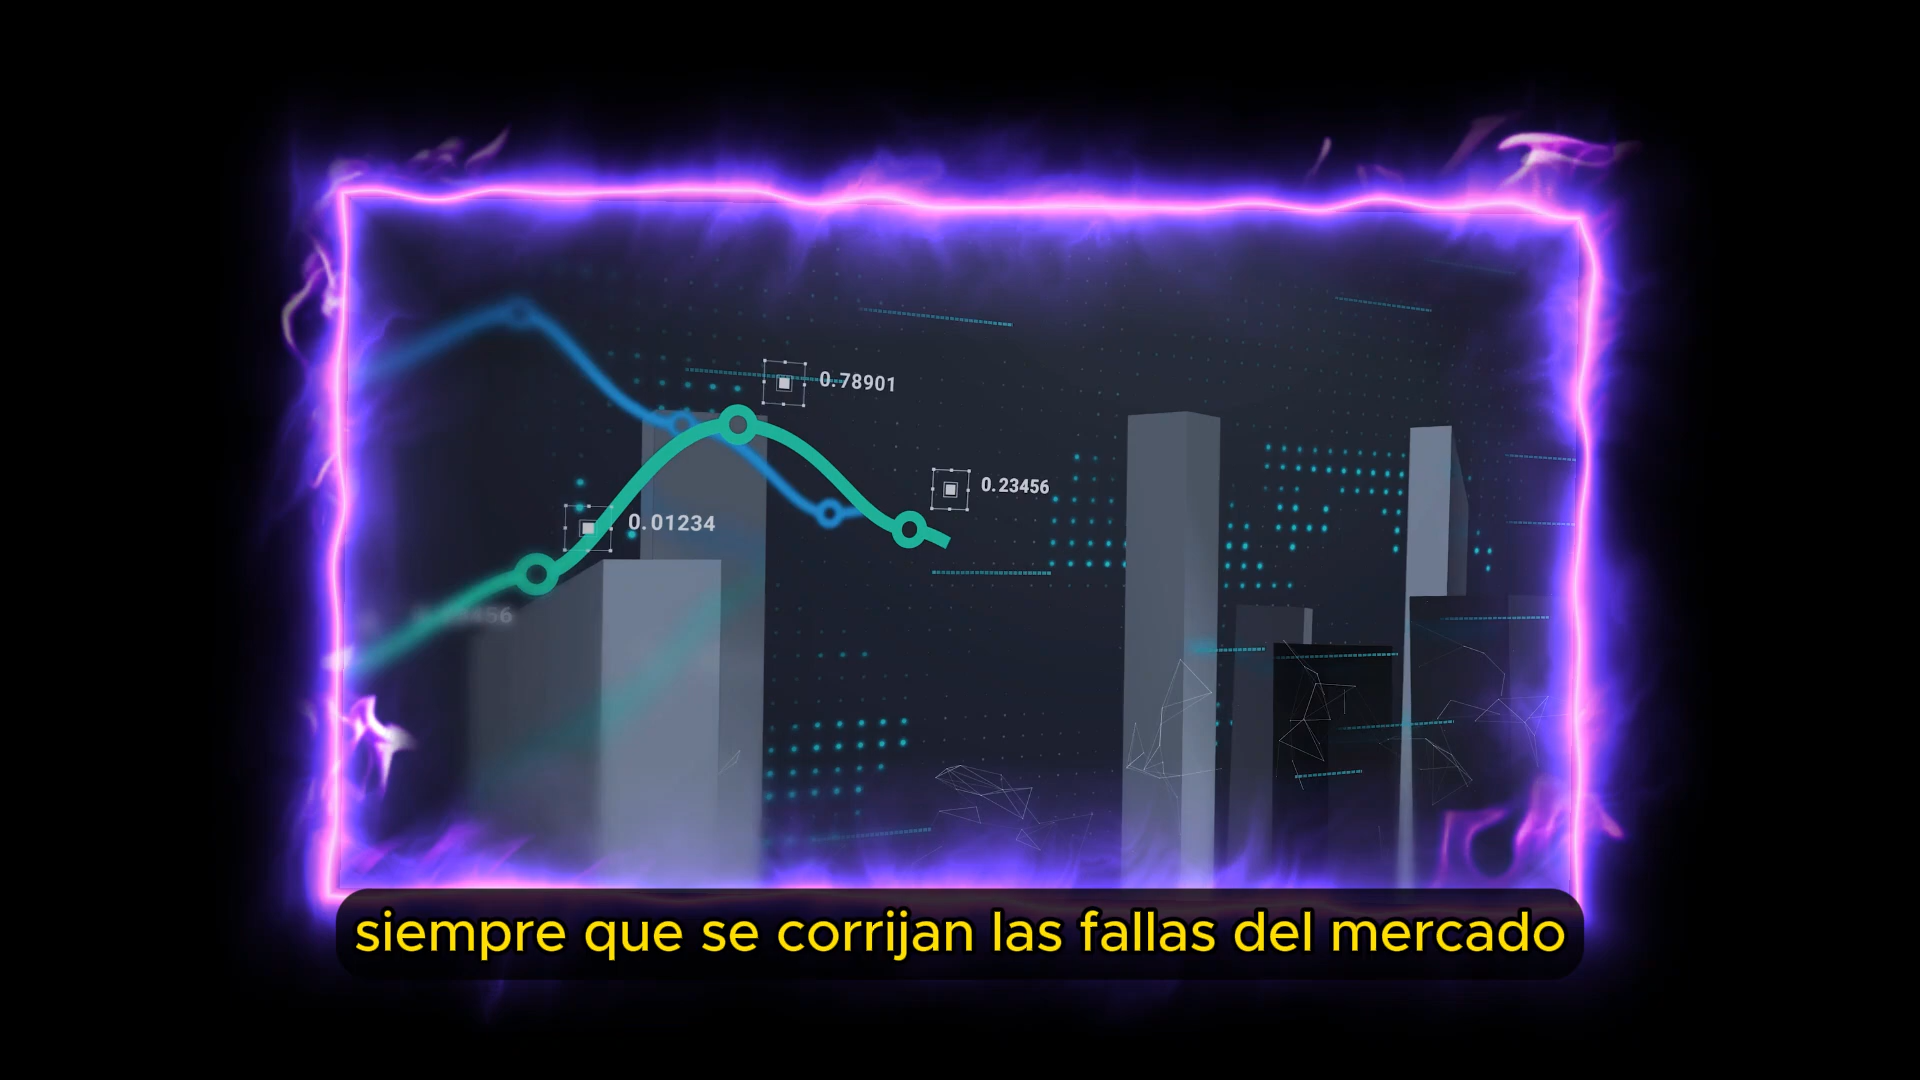 0.78901
0.23456
0.01234
siempre que se corrijan las fallas del mercado